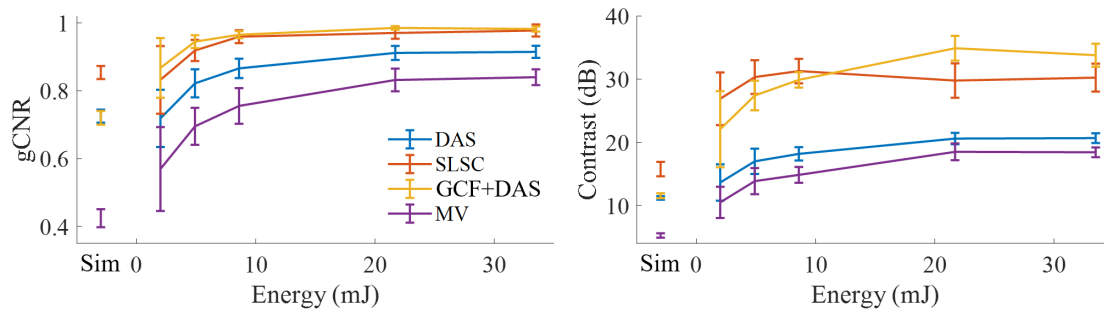 gCNR
1
0.8
0.6
0.4
DAS
SLSC
GCF+DAS
MV
Sim 0 10 20 30
Energy (mJ)
Contrast (dB)
40
30
20
10
Sim 0 10 20 30
Energy (mJ)